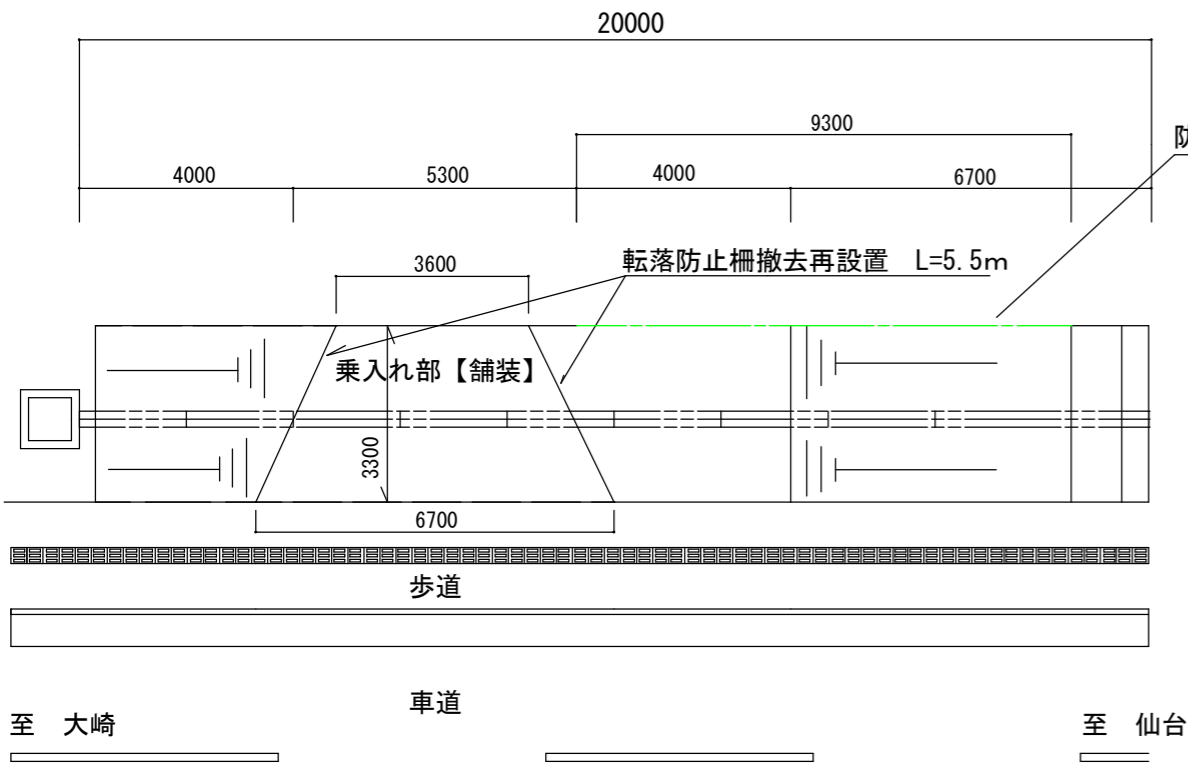 20000
9300
防
4000 5300 4000 6700
3600
転落防止柵撤去再設置 L=5.5m
乗入れ部【舗装】
3300
6700
歩道
車道
至 大崎
至 仙台